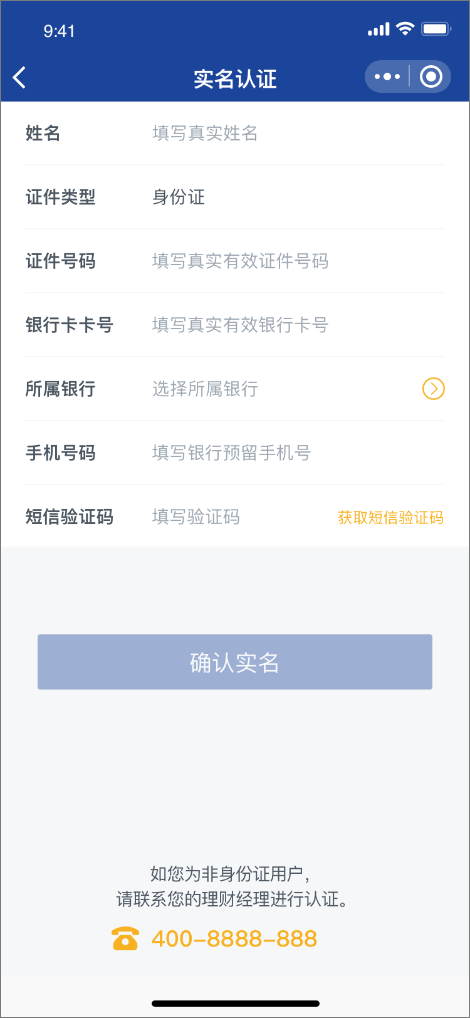 9:41
实名认证
姓名 填写真实姓名
证件类型 身份证
证件号码 填写真实有效证件号码
银行卡卡号 填写真实有效银行卡号
所属银行 选择所属银行
手机号码 填写银行预留手机号
短信验证码 填写验证码 获取短信验证码
确认实名
如您为非身份证用户,
请联系您的理财经理进行认证。
400-8888-888